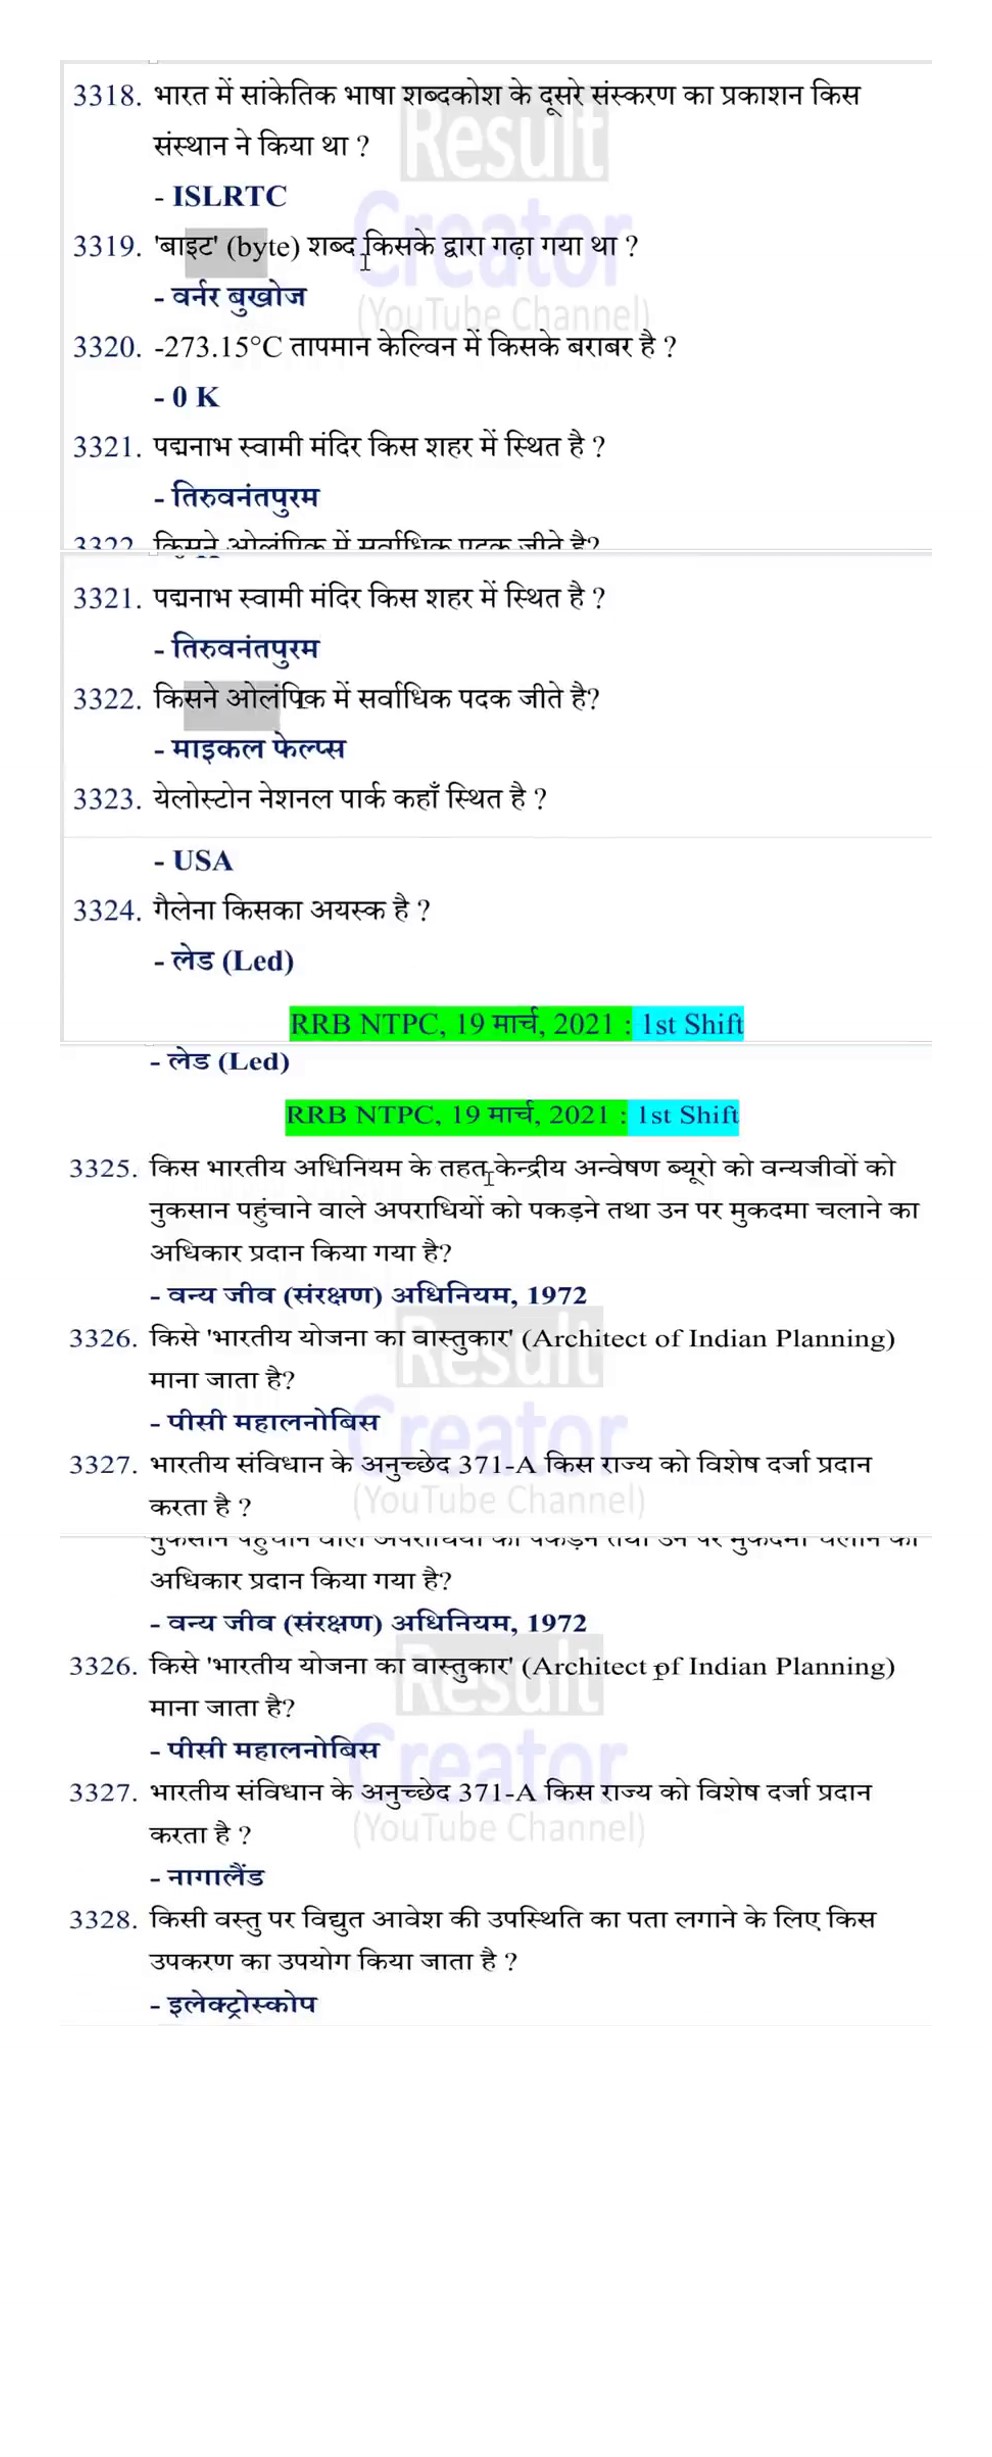 3318. भारत में सांकेतिक भाषा शब्दकोश के दूसरे संस्करण का प्रकाशन किस
संस्थान ने किया था ?
- ISLRTC
3319. 'बाइट' (byte) शब्द किसके द्वारा गढ़ा गया था ?
- वर्नर बुखोज
3320. -273.15°C तापमान केल्विन में किसके बराबर है ?
- 0 K
3321. पद्मनाभ स्वामी मंदिर किस शहर में स्थित है ?
- तिरुवनंतपुरम
3322. किसने ओलंपिक में सर्वाधिक पदक जीते है?
3321. पद्मनाभ स्वामी मंदिर किस शहर में स्थित है ?
- तिरुवनंतपुरम
3322. किसने ओलंपिक में सर्वाधिक पदक जीते है?
- माइकल फेल्प्स
3323. येलोस्टोन नेशनल पार्क कहाँ स्थित है ?
- USA
3324. गैलेना किसका अयस्क है ?
- लेड (Led)
RRB NTPC, 19 मार्च, 2021 : 1st Shift
- लेड (Led)
RRB NTPC, 19 मार्च, 2021 : 1st Shift
3325. किस भारतीय अधिनियम के तहत केन्द्रीय अन्वेषण ब्यूरो को वन्यजीवों को
नुकसान पहुंचाने वाले अपराधियों को पकड़ने तथा उन पर मुकदमा चलाने का
अधिकार प्रदान किया गया है?
- वन्य जीव (संरक्षण) अधिनियम, 1972
3326. किसे 'भारतीय योजना का वास्तुकार' (Architect of Indian Planning)
माना जाता है?
- पीसी महालनोबिस
3327. भारतीय संविधान के अनुच्छेद 371-A किस राज्य को विशेष दर्जा प्रदान
करता है ?
नुकसान पहुंचाने वाले अपराधियों को पकड़ने तथा उन पर मुकदमा चलाने का
अधिकार प्रदान किया गया है?
- वन्य जीव (संरक्षण) अधिनियम, 1972
3326. किसे 'भारतीय योजना का वास्तुकार' (Architect of Indian Planning)
माना जाता है?
- पीसी महालनोबिस
3327. भारतीय संविधान के अनुच्छेद 371-A किस राज्य को विशेष दर्जा प्रदान
करता है ?
- नागालैंड
3328. किसी वस्तु पर विद्युत आवेश की उपस्थिति का पता लगाने के लिए किस
उपकरण का उपयोग किया जाता है ?
- इलेक्ट्रोस्कोप
Result
Creator
(YouTube Channel)
Result
Creator
(YouTube Channel)
Result
Creator
(YouTube Channel)